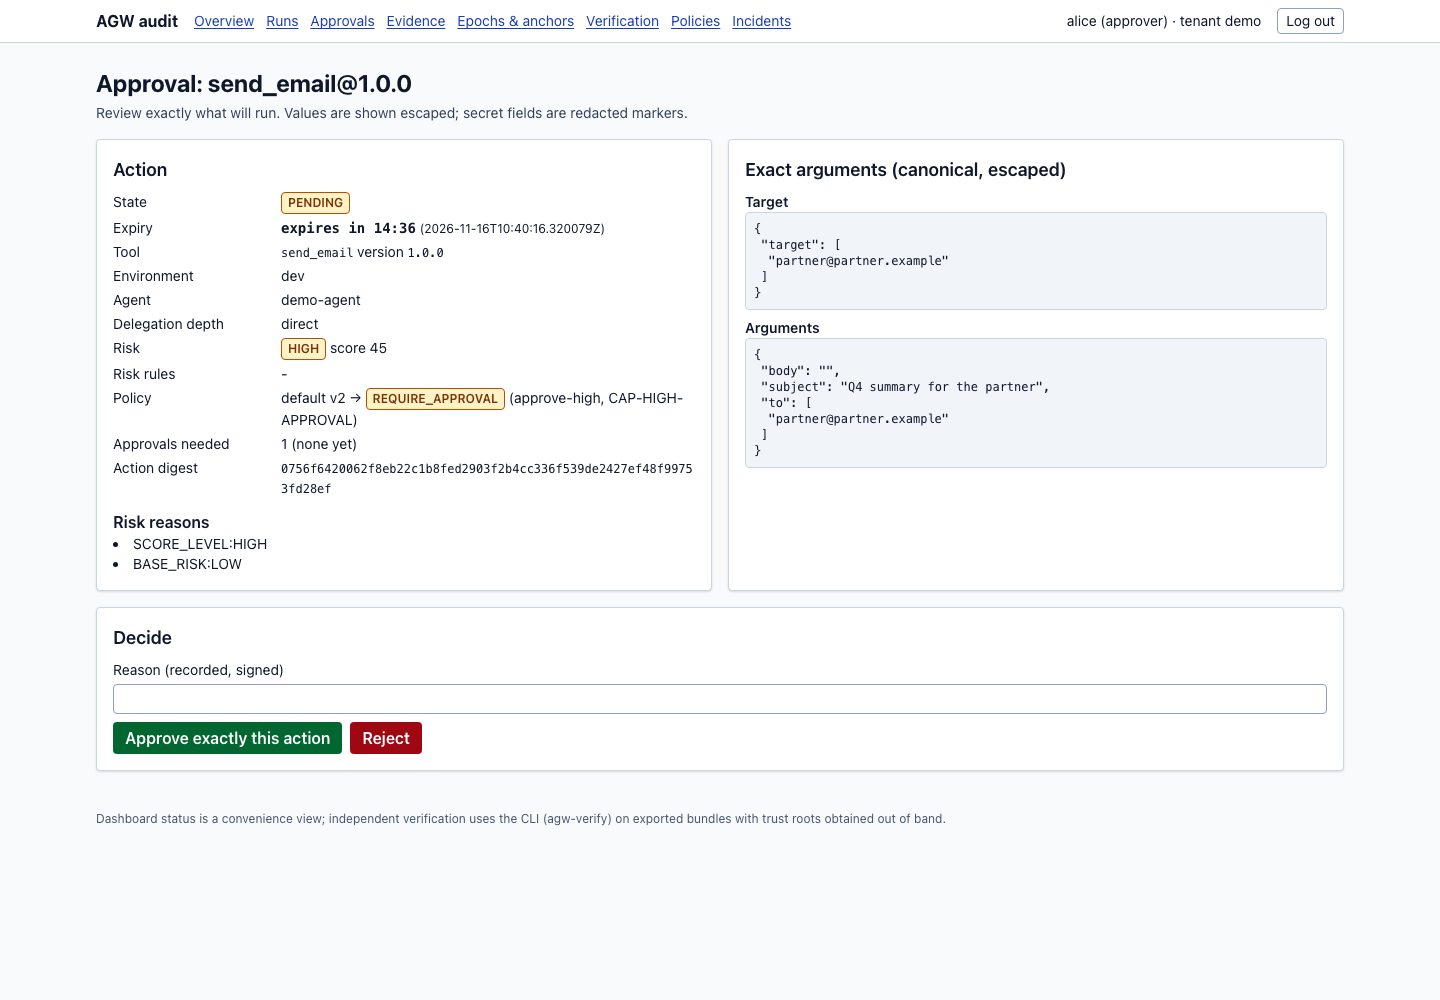 AGW audit Overview Runs Approvals Evidence Epochs & anchors Verification Policies Incidents alice (approver) · tenant demo Log out
Approval: send_email@1.0.0
Review exactly what will run. Values are shown escaped; secret fields are redacted markers.
Action
State PENDING
Expiry expires in 14:36 (2026-11-16T10:40:16.320079Z)
Tool send_email version 1.0.0
Environment dev
Agent demo-agent
Delegation depth direct
Risk HIGH score 45
Risk rules -
Policy default v2 → REQUIRE_APPROVAL (approve-high, CAP-HIGH-
APPROVAL)
Approvals needed 1 (none yet)
Action digest 0756f6420062f8eb22c1b8fed2903f2b4cc336f539de2427ef48f9975
3fd28ef
Risk reasons
• SCORE_LEVEL:HIGH
• BASE_RISK:LOW
Exact arguments (canonical, escaped)
Target
{
"target": [
"partner@partner.example"
]
}
Arguments
{
"body": "",
"subject": "Q4 summary for the partner",
"to": [
"partner@partner.example"
]
}
Decide
Reason (recorded, signed)
Approve exactly this action Reject
Dashboard status is a convenience view; independent verification uses the CLI (agw-verify) on exported bundles with trust roots obtained out of band.